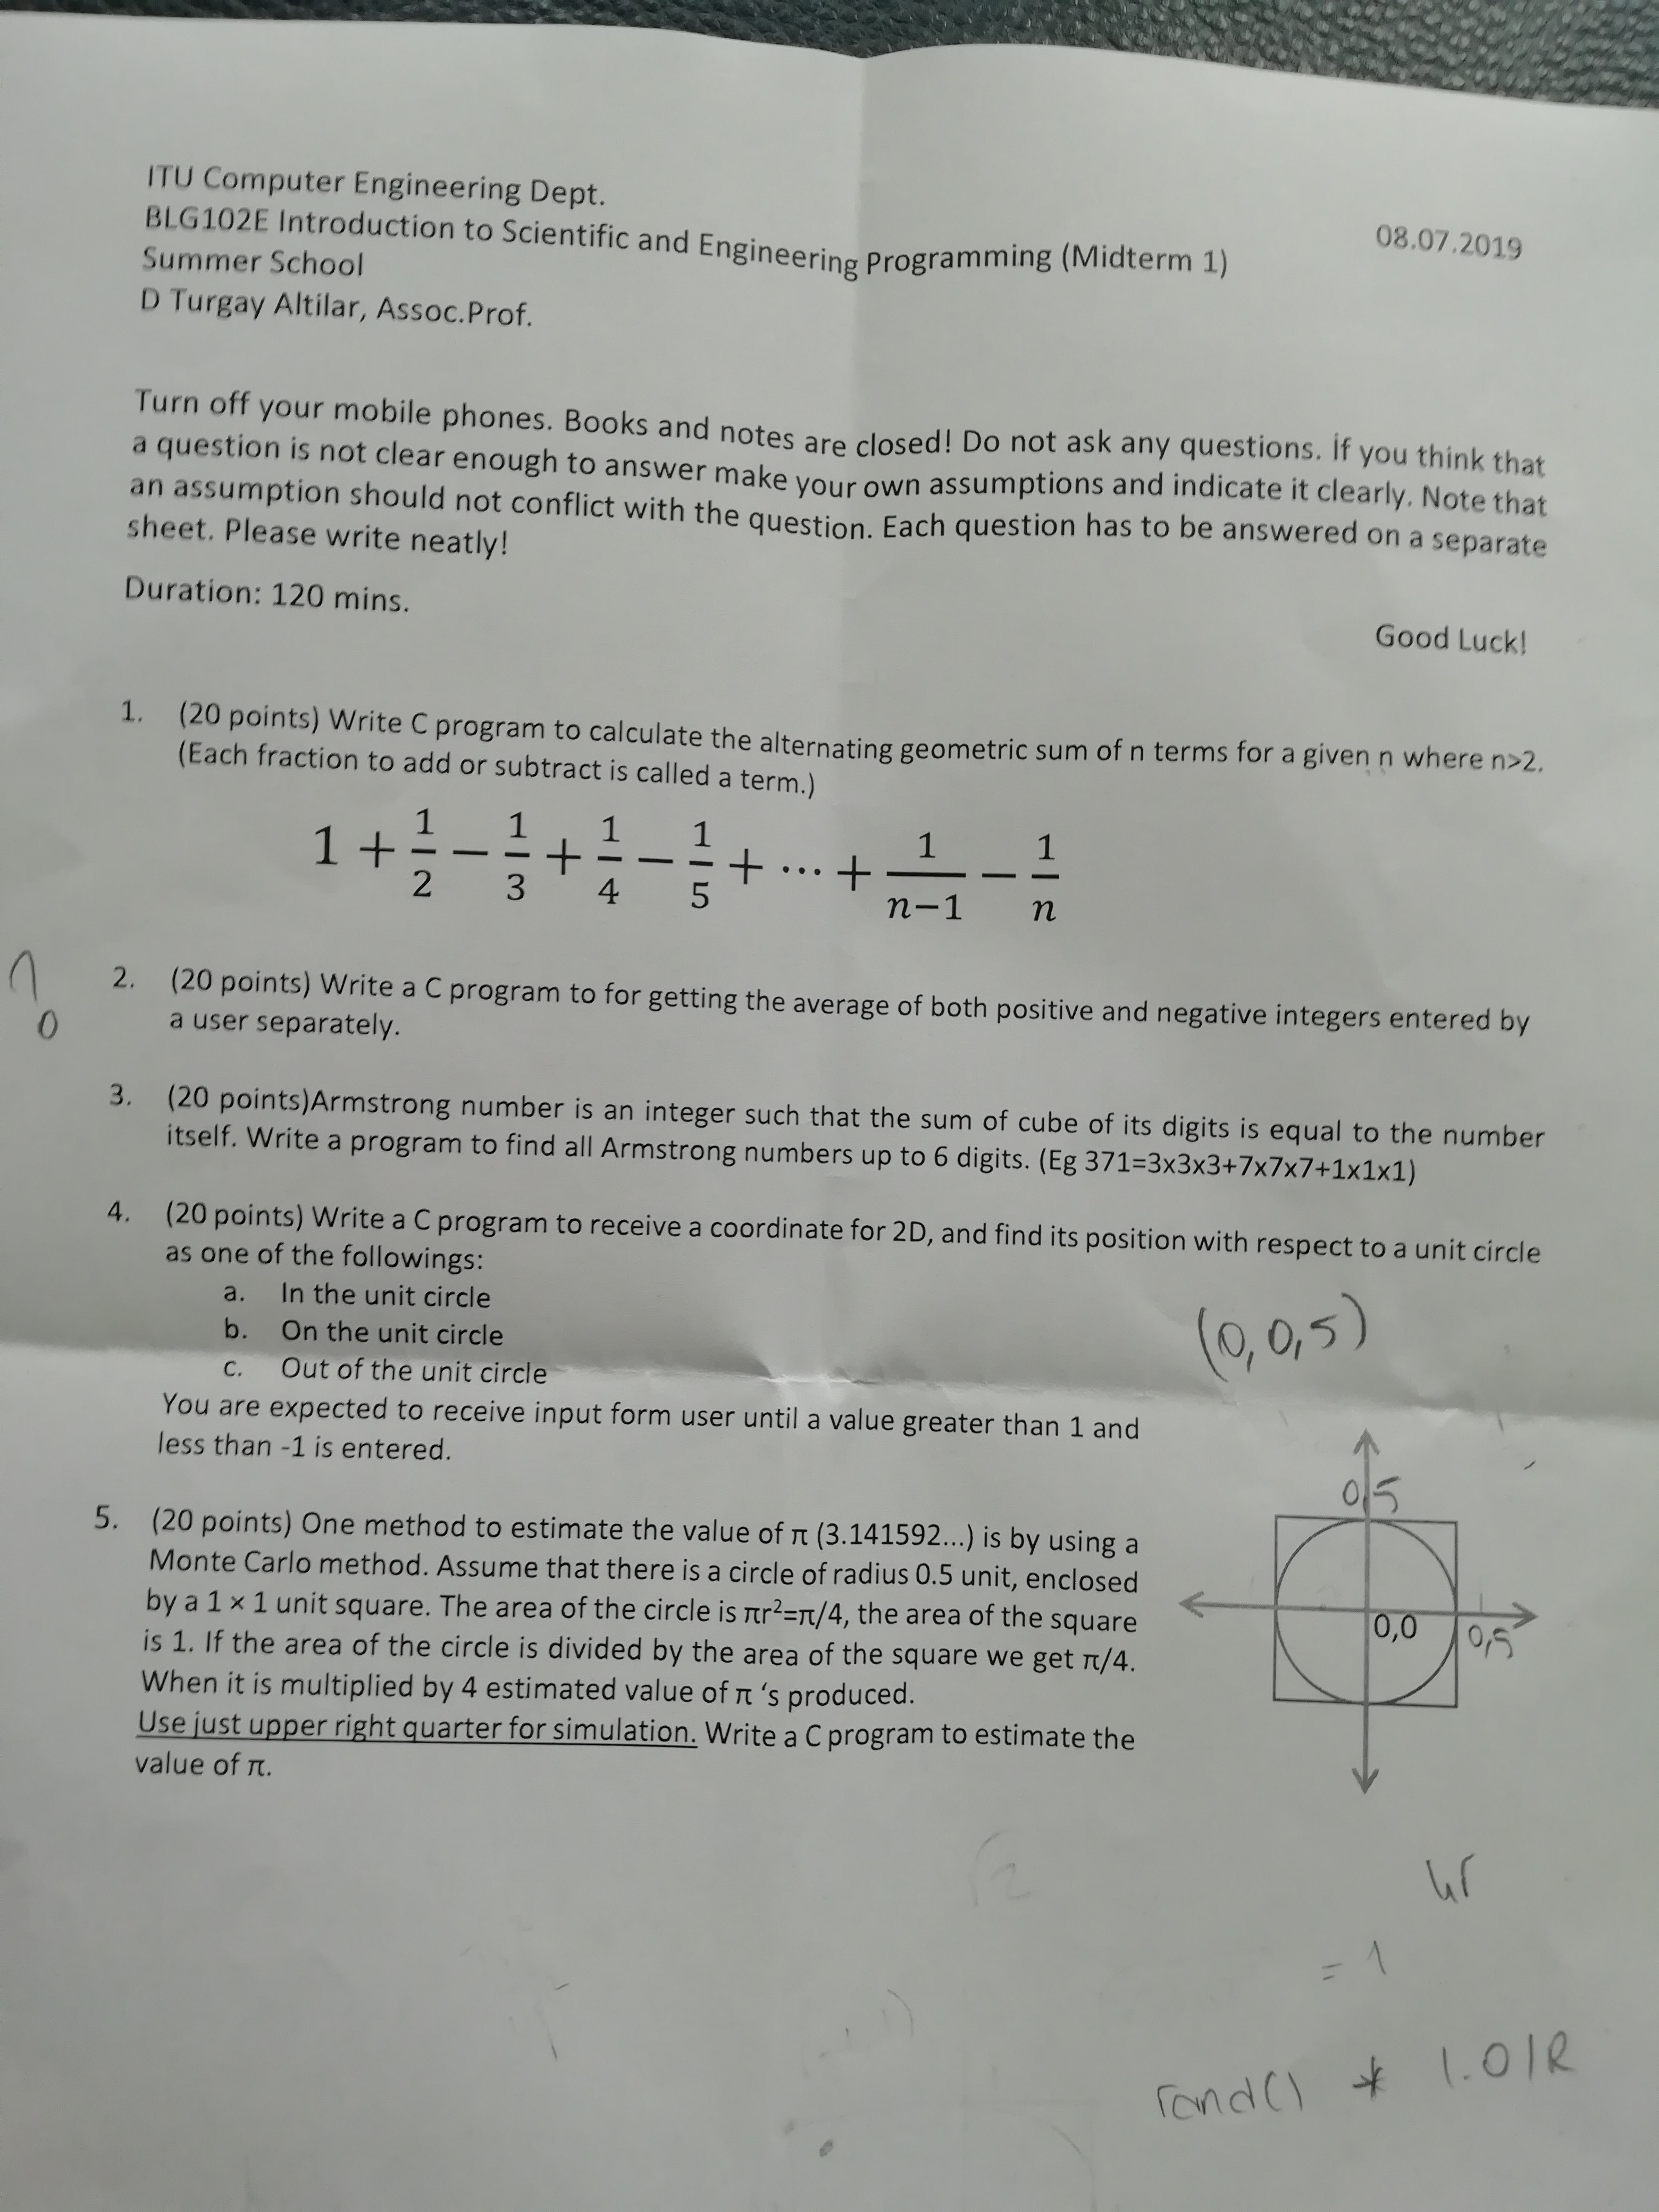 ITU Computer Engineering Dept.
BLG102E Introduction to Scientific and Engineering Programming (Midterm 1) 08.07.2019
Summer School
D Turgay Altilar, Assoc.Prof.
Turn off your mobile phones. Books and notes are closed! Do not ask any questions. İf you think that
a question is not clear enough to answer make your own assumptions and indicate it clearly. Note that
an assumption should not conflict with the question. Each question has to be answered on a separate
sheet. Please write neatly!
Duration: 120 mins.
Good Luck!
1. (20 points) Write C program to calculate the alternating geometric sum of n terms for a given n where n>2.
(Each fraction to add or subtract is called a term.)
1 + 1/2 − 1/3 + 1/4 − 1/5 + ⋯ + 1/(n−1) − 1/n
2. (20 points) Write a C program to for getting the average of both positive and negative integers entered by
a user separately.
0
3. (20 points)Armstrong number is an integer such that the sum of cube of its digits is equal to the number
itself. Write a program to find all Armstrong numbers up to 6 digits. (Eg 371=3x3x3+7x7x7+1x1x1)
4. (20 points) Write a C program to receive a coordinate for 2D, and find its position with respect to a unit circle
as one of the followings:
a. In the unit circle
b. On the unit circle
c. Out of the unit circle
(0,0,5)
You are expected to receive input form user until a value greater than 1 and
less than -1 is entered.
5. (20 points) One method to estimate the value of π (3.141592...) is by using a
Monte Carlo method. Assume that there is a circle of radius 0.5 unit, enclosed
by a 1 × 1 unit square. The area of the circle is πr²=π/4, the area of the square
is 1. If the area of the circle is divided by the area of the square we get π/4.
When it is multiplied by 4 estimated value of π 's produced.
Use just upper right quarter for simulation. Write a C program to estimate the
value of π.
0,5
0,0
0,5
= 1
rand() * 1.0/R